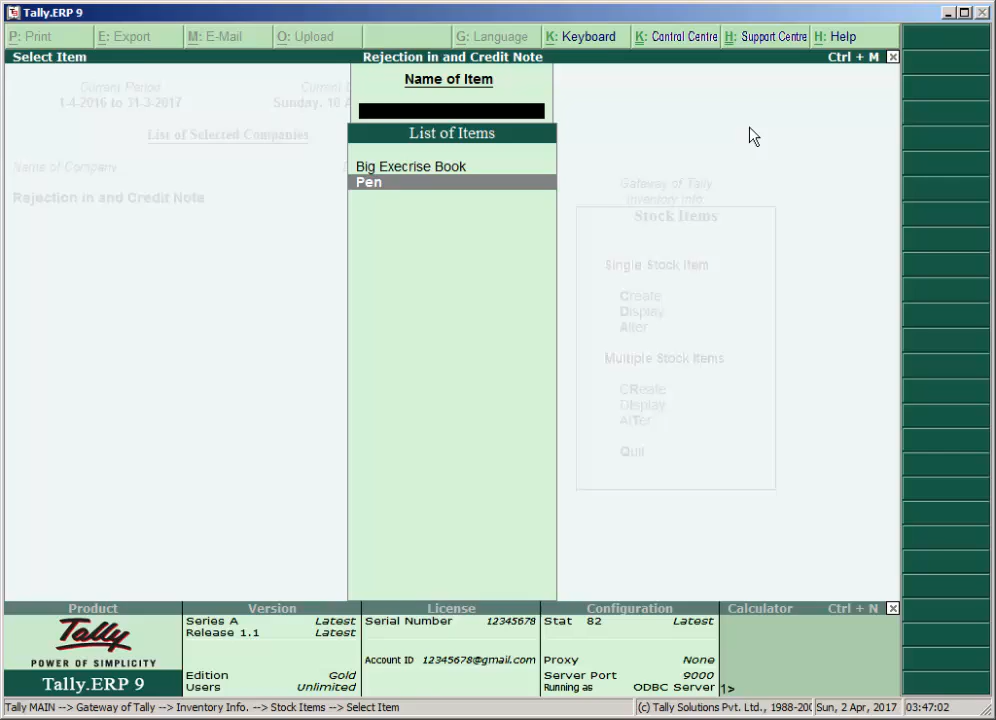 Tally.ERP 9
P: Print E: Export M: E-Mail O: Upload G: Language K: Keyboard K: Control Centre H: Support Centre H: Help
Select Item Rejection in and Credit Note Ctrl + M
Current Period
1-4-2016 to 31-3-2017 Sunday, 10 A
Name of Item
List of Selected Companies
List of Items
Name of Company
Big Execrise Book
Pen
Rejection in and Credit Note
Gateway of Tally
Inventory Info.
Stock Items
Single Stock Item
Create
Display
Alter
Multiple Stock Items
CReate
DIsplay
AlTer
Quit
Product Version License Configuration Calculator Ctrl + N
Tally
POWER OF SIMPLICITY
Tally.ERP 9
Series A Latest
Release 1.1 Latest
Edition Gold
Users Unlimited
Serial Number 12345678
Account ID 12345678@gmail.com
Stat 82 Latest
Proxy None
Server Port 9000
Running as ODBC Server
1>
Tally MAIN --> Gateway of Tally --> Inventory Info. --> Stock Items --> Select Item (c) Tally Solutions Pvt. Ltd., 1988-200 Sun, 2 Apr, 2017 03:47:02